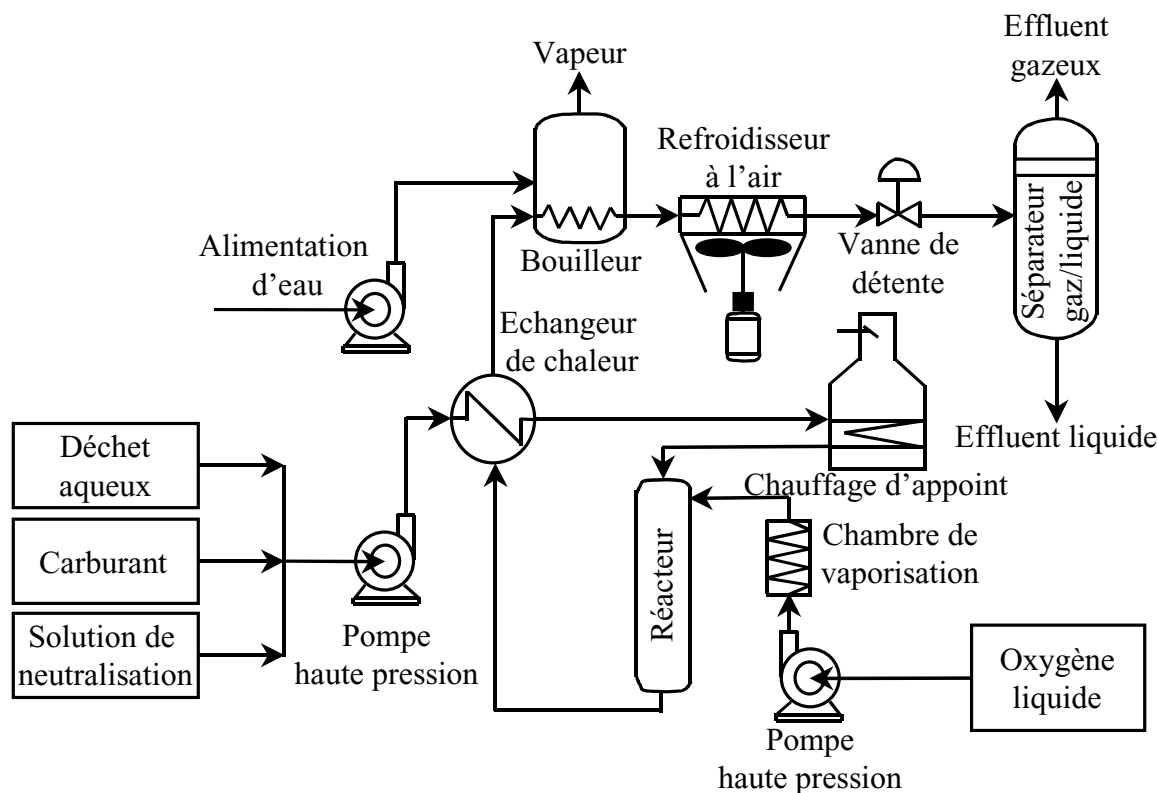 Effluent
gazeux
Vapeur
Refroidisseur
à l’air
Séparateur
gaz/liquide
Vanne de
détente
Alimentation
d’eau
Bouilleur
Echangeur
de chaleur
Effluent liquide
Déchet
aqueux
Chauffage d’appoint
Carburant
Réacteur
Chambre de
vaporisation
Solution de
neutralisation
Pompe
haute pression
Oxygène
liquide
Pompe
haute pression